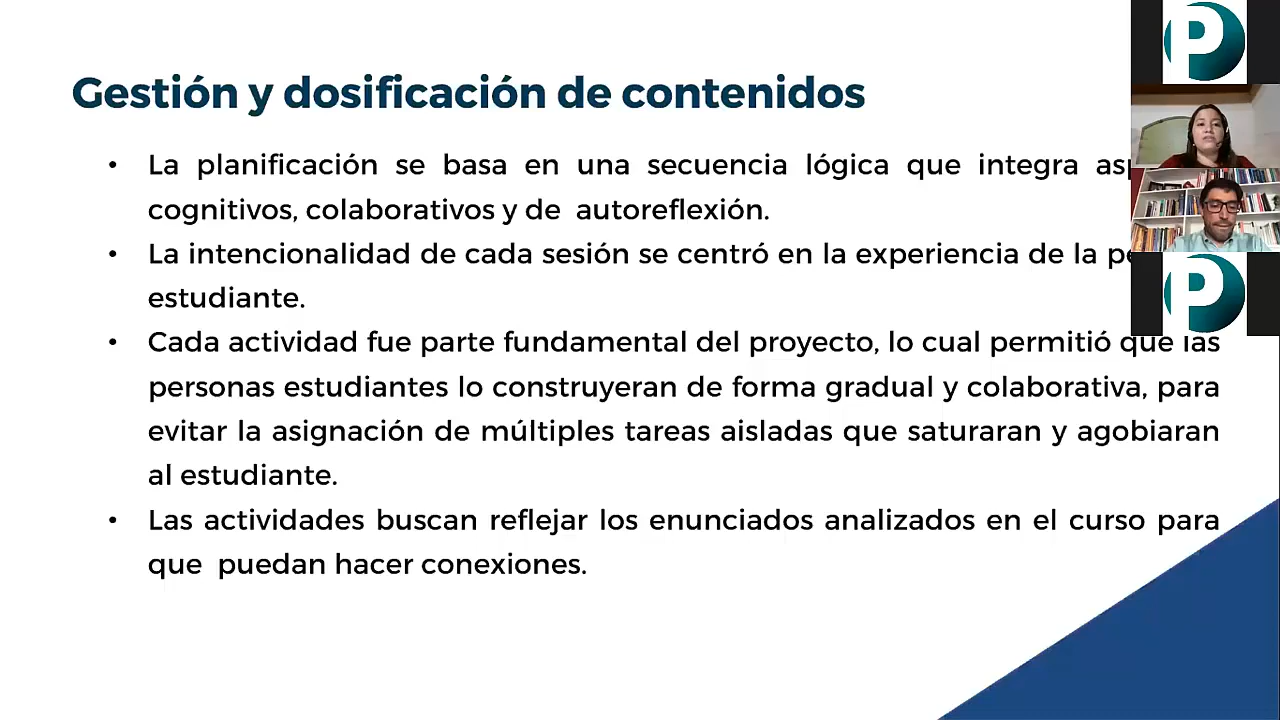 Gestión y dosificación de contenidos
• La planificación se basa en una secuencia lógica que integra
cognitivos, colaborativos y de autoreflexión.
• La intencionalidad de cada sesión se centró en la experiencia de la
estudiante.
• Cada actividad fue parte fundamental del proyecto, lo cual permitió que las
personas estudiantes lo construyeran de forma gradual y colaborativa, para
evitar la asignación de múltiples tareas aisladas que saturaran y agobiaran
al estudiante.
• Las actividades buscan reflejar los enunciados analizados en el curso para
que puedan hacer conexiones.
P
P